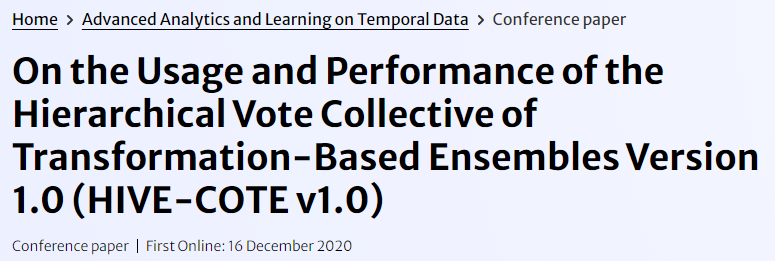 Home > Advanced Analytics and Learning on Temporal Data > Conference paper
On the Usage and Performance of the
Hierarchical Vote Collective of
Transformation-Based Ensembles Version
1.0 (HIVE-COTE v1.0)
Conference paper | First Online: 16 December 2020